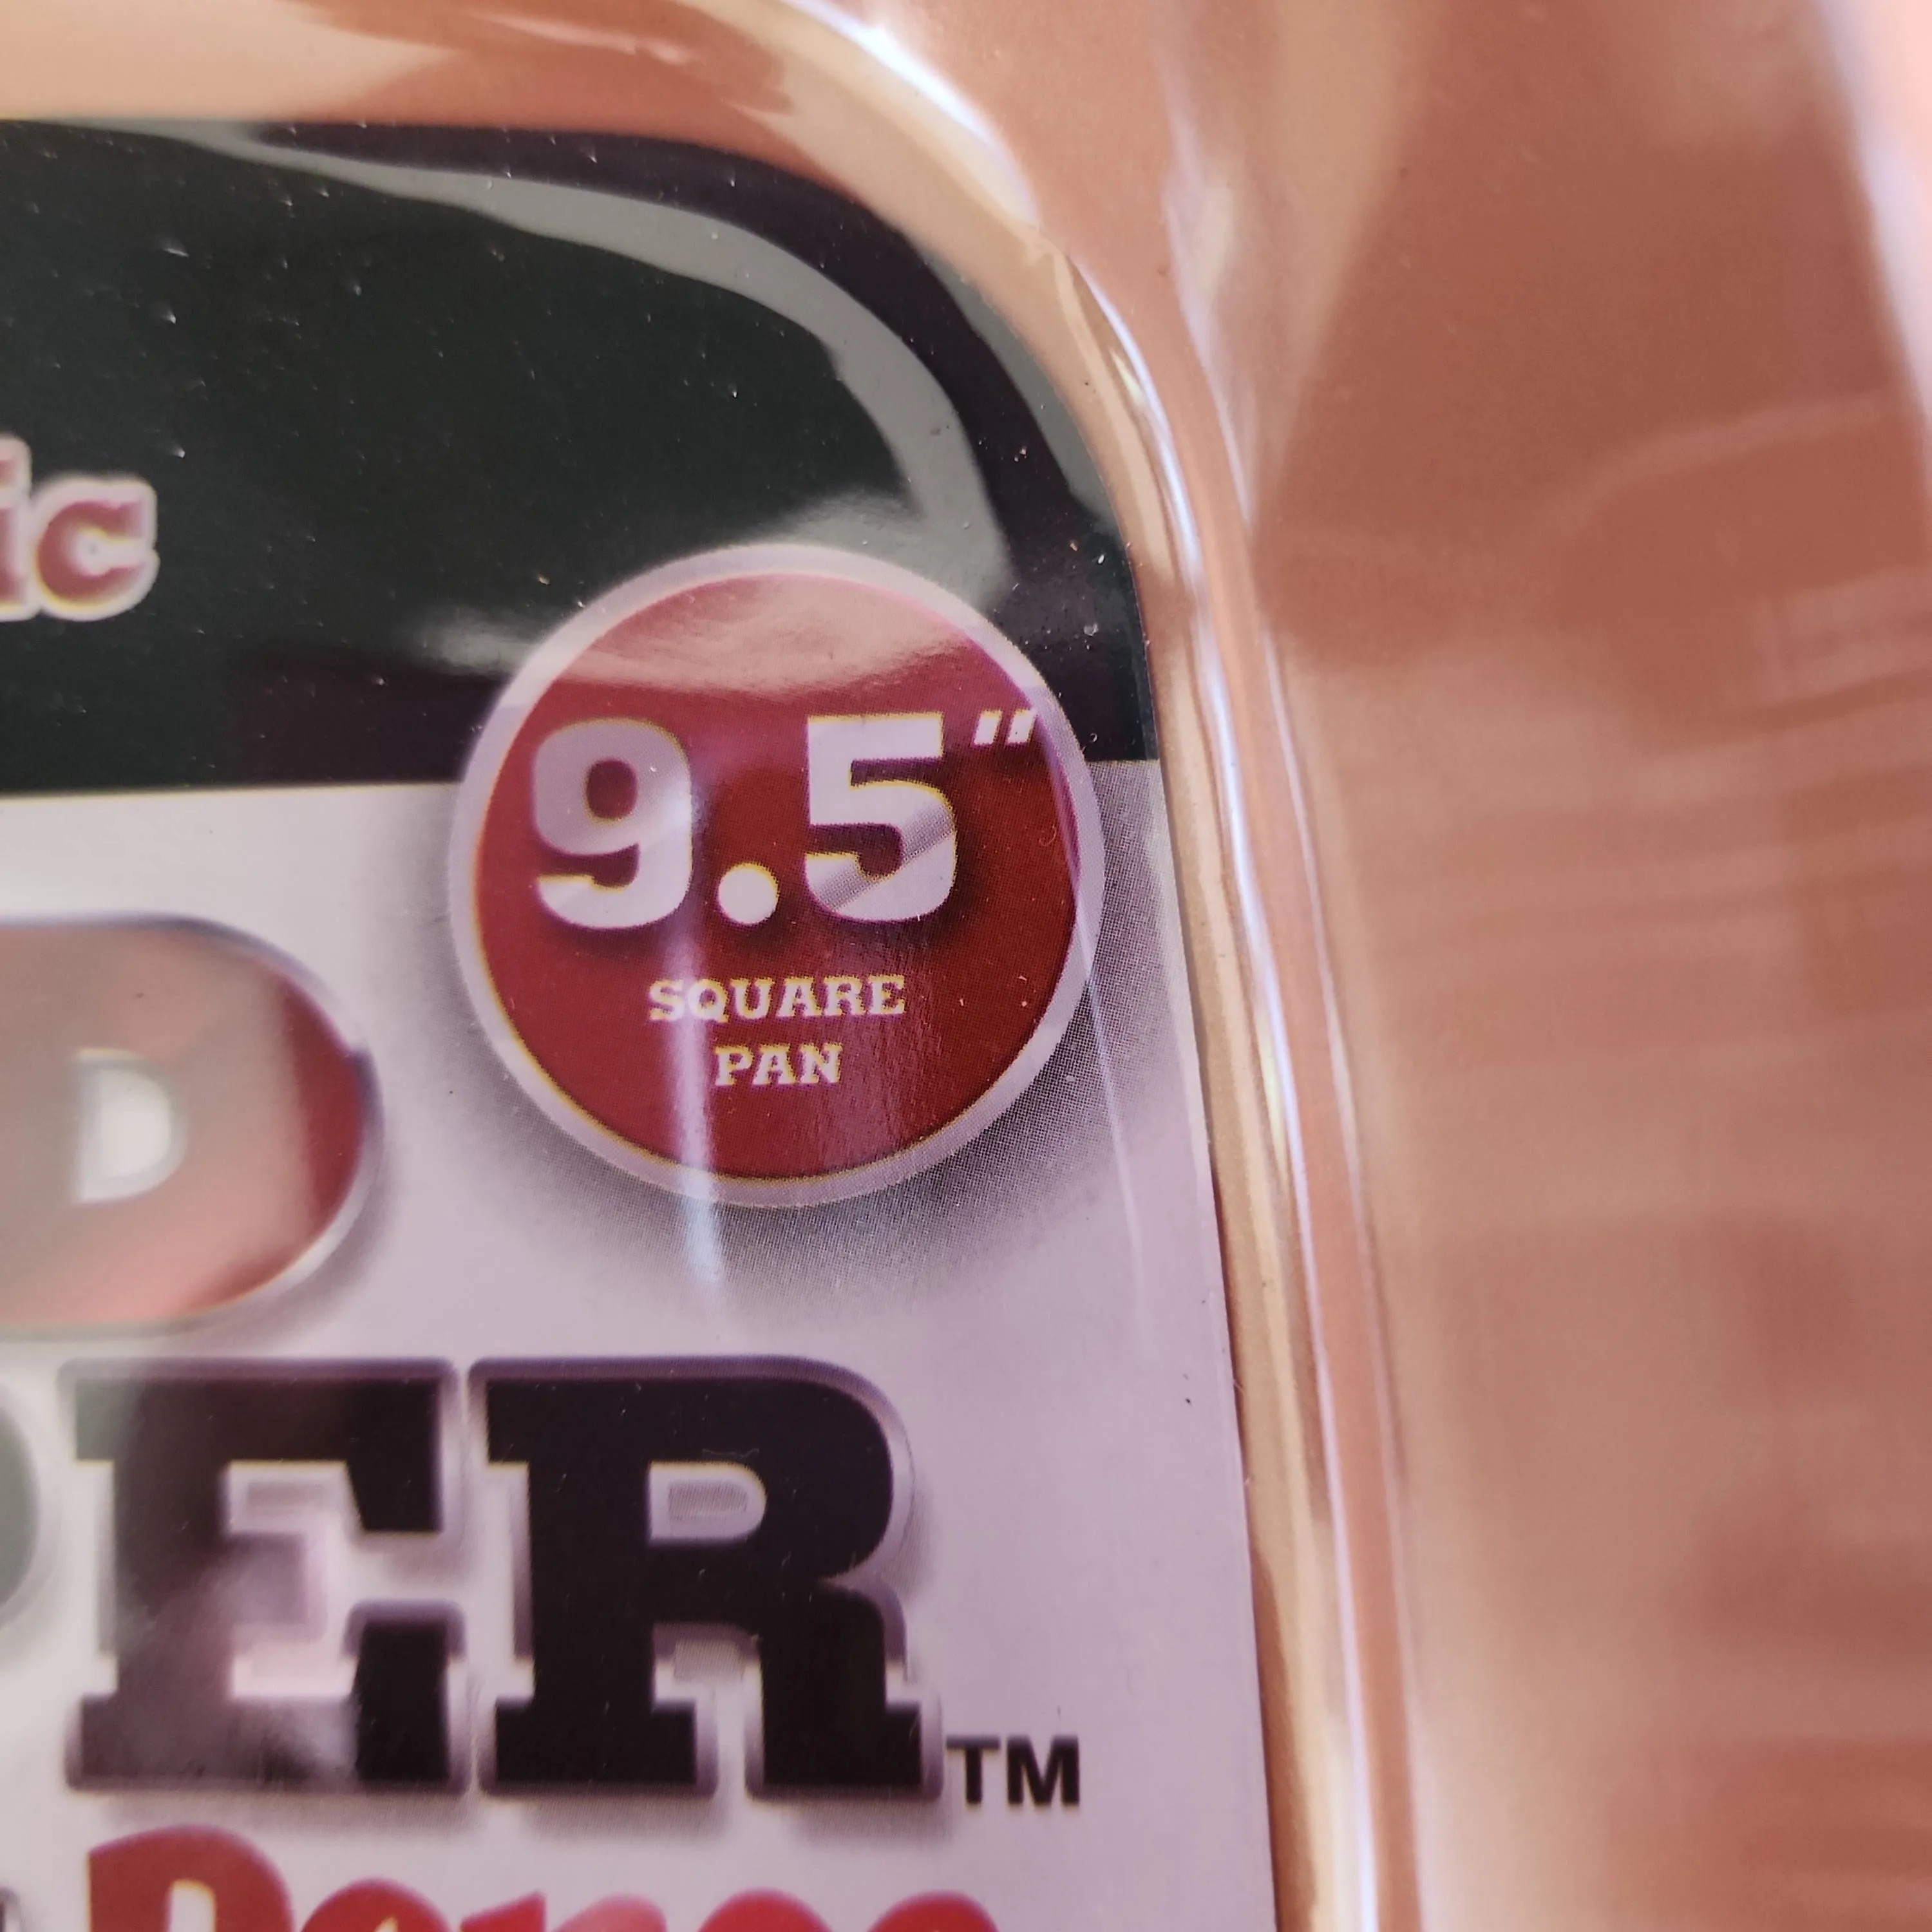 ic
9.5"
SQUARE
PAN
D
ER™